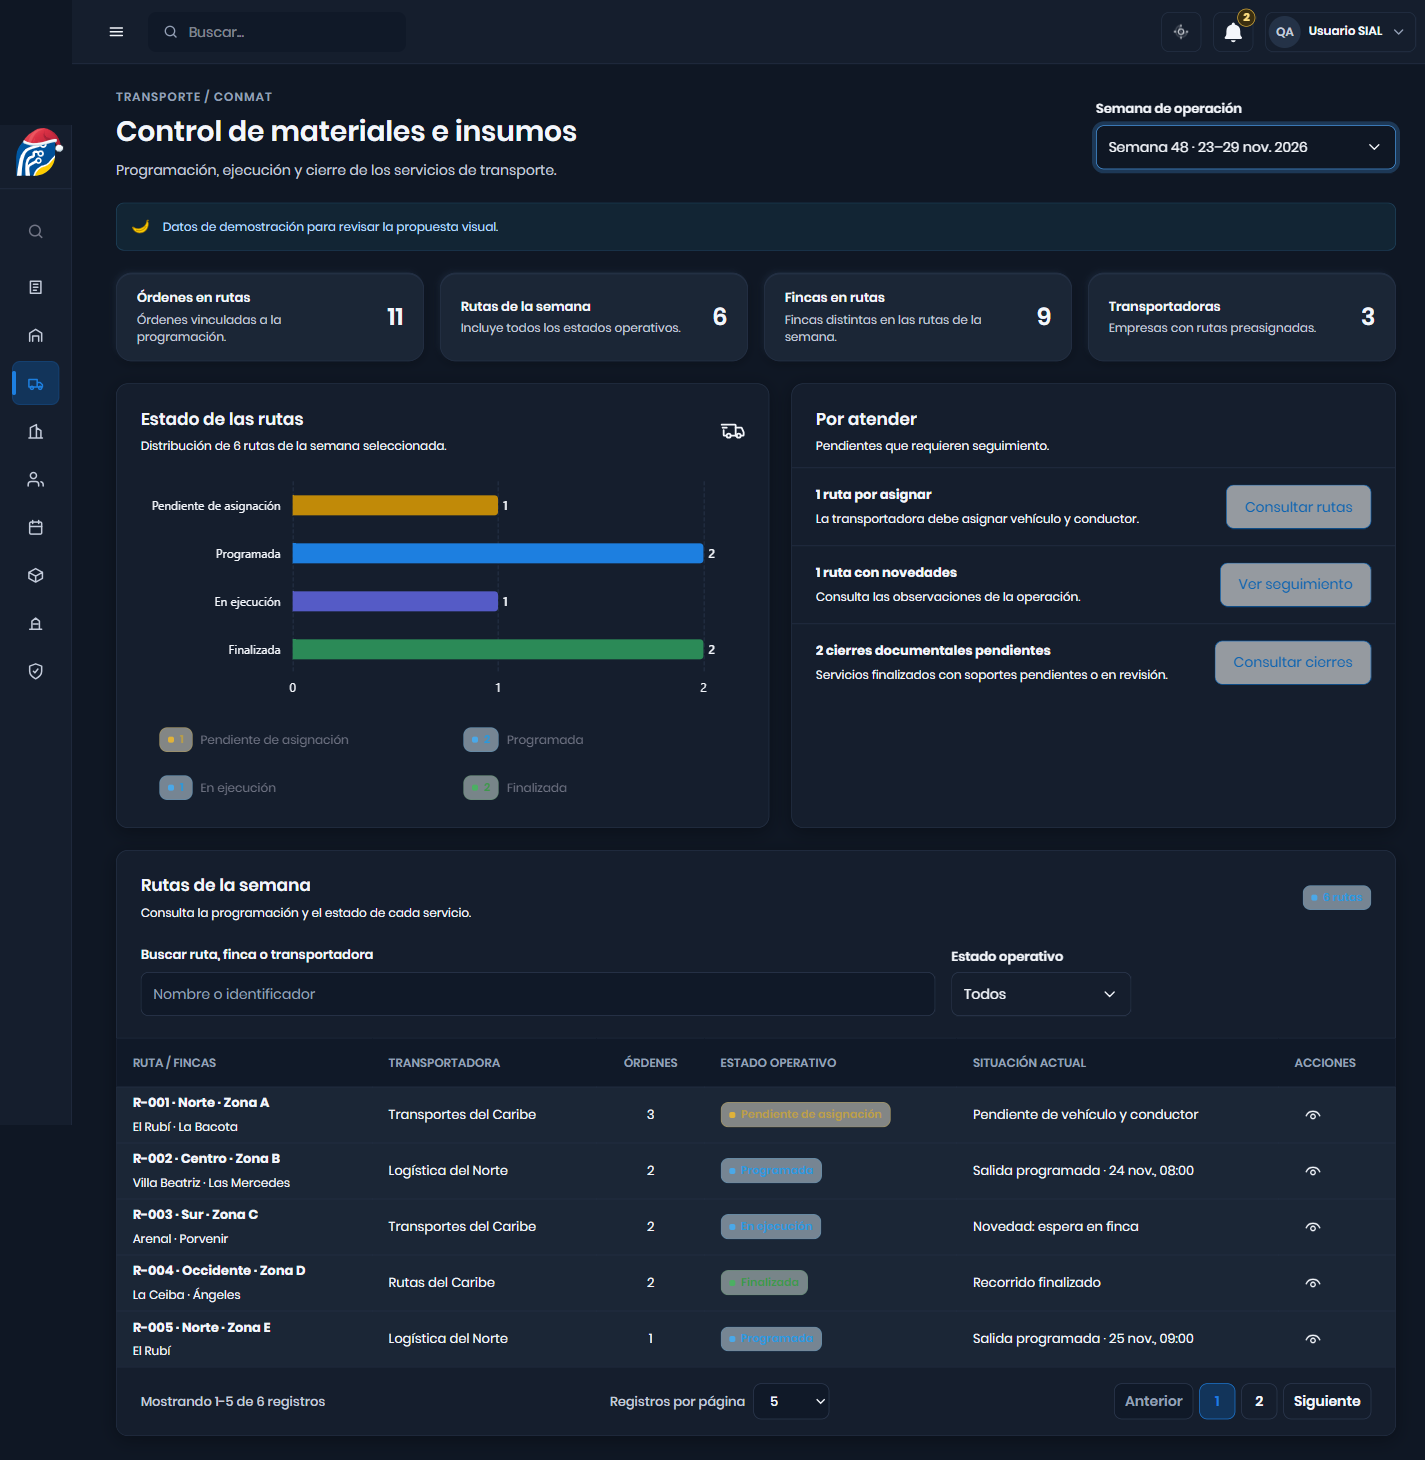 Buscar...
2
QA
Usuario SIAL
TRANSPORTE / CONMAT
Control de materiales e insumos
Programación, ejecución y cierre de los servicios de transporte.
Semana de operación
Semana 48 · 23–29 nov. 2026
Datos de demostración para revisar la propuesta visual.
Órdenes en rutas
Órdenes vinculadas a la programación.
11
Rutas de la semana
Incluye todos los estados operativos.
6
Fincas en rutas
Fincas distintas en las rutas de la semana.
9
Transportadoras
Empresas con rutas preasignadas.
3
Estado de las rutas
Distribución de 6 rutas de la semana seleccionada.
Pendiente de asignación
1
Programada
2
En ejecución
1
Finalizada
2
0
1
2
1 Pendiente de asignación
Programada
En ejecución
2 Finalizada
Por atender
Pendientes que requieren seguimiento.
1 ruta por asignar
La transportadora debe asignar vehículo y conductor.
Consultar rutas
1 ruta con novedades
Consulta las observaciones de la operación.
Ver seguimiento
2 cierres documentales pendientes
Servicios finalizados con soportes pendientes o en revisión.
Consultar cierres
Rutas de la semana
Consulta la programación y el estado de cada servicio.
Buscar ruta, finca o transportadora
Nombre o identificador
Estado operativo
Todos
RUTA / FINCAS
TRANSPORTADORA
ÓRDENES
ESTADO OPERATIVO
SITUACIÓN ACTUAL
ACCIONES
R-001 · Norte · Zona A
El Rubí · La Bacota
Transportes del Caribe
3
Pendiente de asignación
Pendiente de vehículo y conductor
R-002 · Centro · Zona B
Villa Beatriz · Las Mercedes
Logística del Norte
2
Programada
Salida programada · 24 nov., 08:00
R-003 · Sur · Zona C
Arenal · Porvenir
Transportes del Caribe
2
En ejecución
Novedad: espera en finca
R-004 · Occidente · Zona D
La Ceiba · Ángeles
Rutas del Caribe
2
Finalizada
Recorrido finalizado
R-005 · Norte · Zona E
El Rubí
Logística del Norte
1
Programada
Salida programada · 25 nov., 09:00
Mostrando 1-5 de 6 registros
Registros por página
5
Anterior
1
2
Siguiente